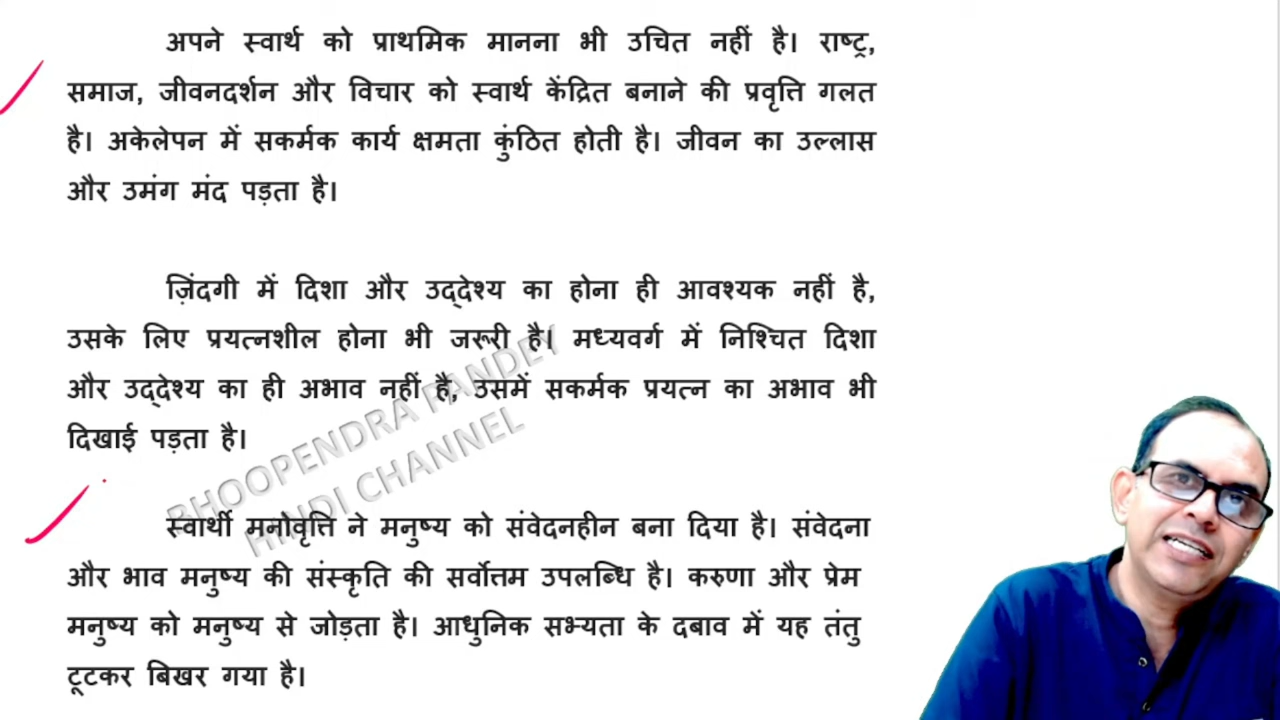 अपने स्वार्थ को प्राथमिक मानना भी उचित नहीं है। राष्ट्र,
समाज, जीवनदर्शन और विचार को स्वार्थ केंद्रित बनाने की प्रवृत्ति गलत
है। अकेलेपन में सकर्मक कार्य क्षमता कुंठित होती है। जीवन का उल्लास
और उमंग मंद पड़ता है।
ज़िंदगी में दिशा और उद्देश्य का होना ही आवश्यक नहीं है,
उसके लिए प्रयत्नशील होना भी जरूरी है। मध्यवर्ग में निश्चित दिशा
और उद्देश्य का ही अभाव नहीं है, उसमें सकर्मक प्रयत्न का अभाव भी
दिखाई पड़ता है।
स्वार्थी मनोवृत्ति ने मनुष्य को संवेदनहीन बना दिया है। संवेदना
और भाव मनुष्य की संस्कृति की सर्वोत्तम उपलब्धि है। करुणा और प्रेम
मनुष्य को मनुष्य से जोड़ता है। आधुनिक सभ्यता के दबाव में यह तंतु
टूटकर बिखर गया है।
BHOOPENDRA PANDEY
HINDI CHANNEL